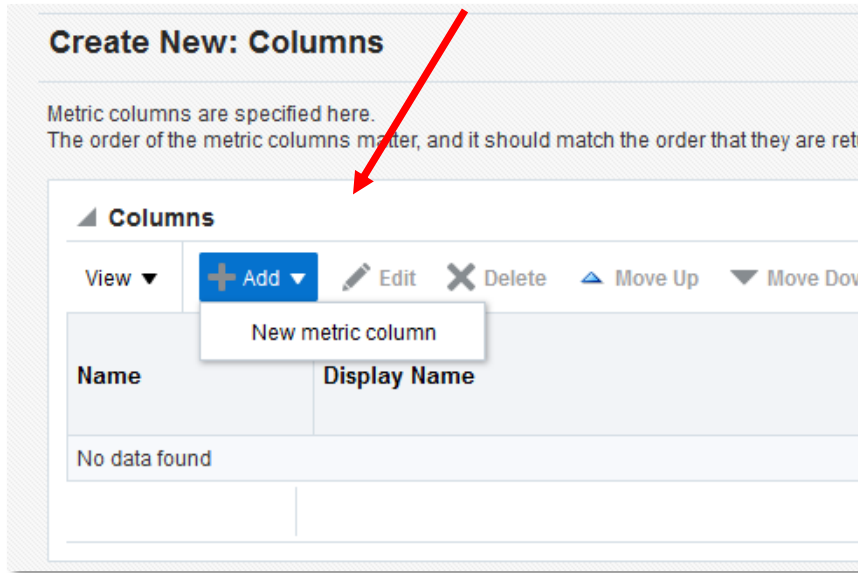 Create New: Columns
Metric columns are specified here.
The order of the metric columns matter, and it should match the order that they are
Columns
View Add Edit Delete Move Up Move
New metric column
Name Display Name
No data found